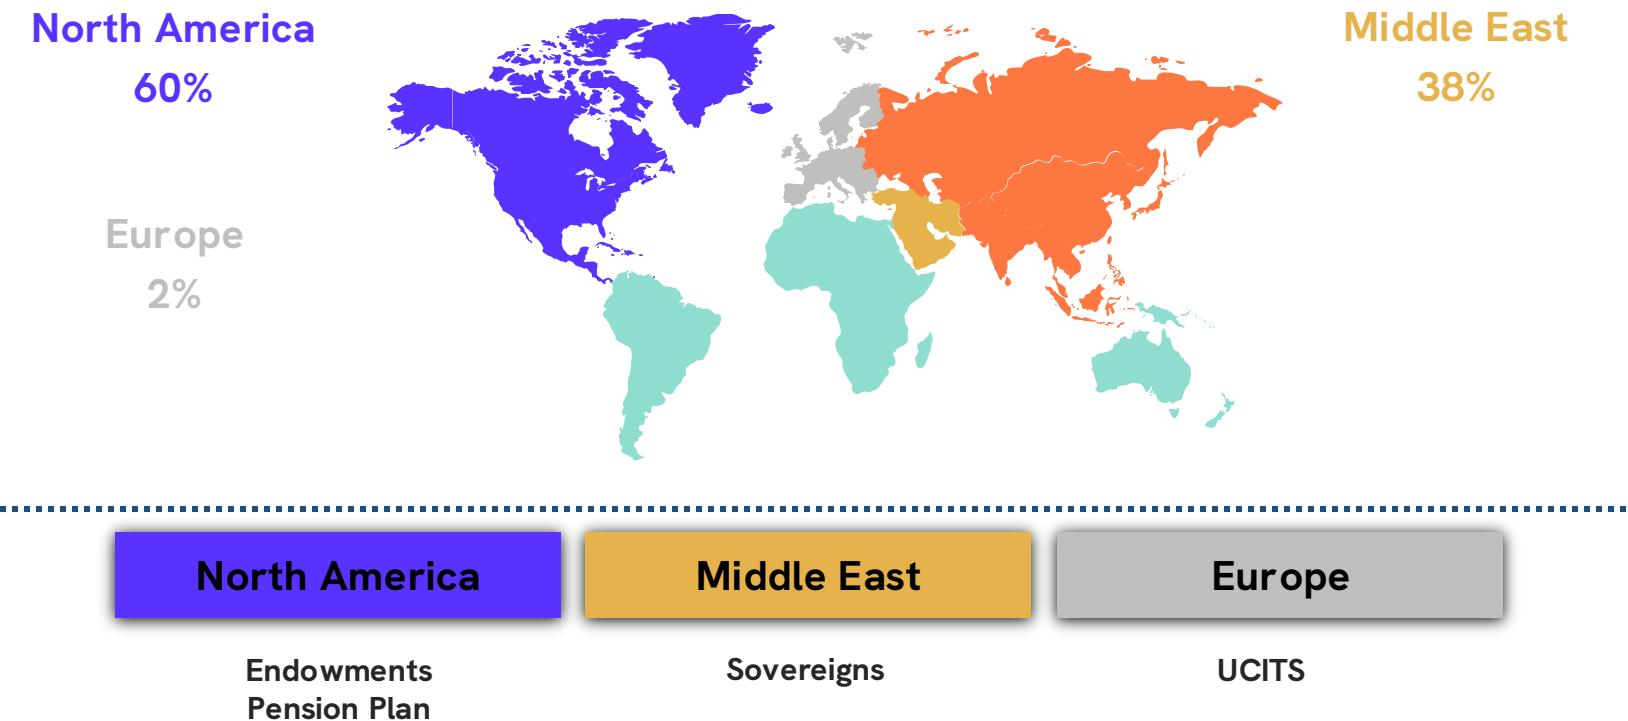 North America
60%
Middle East
38%
Europe
2%
North America
Middle East
Europe
Endowments
Pension Plan
Sovereigns
UCITS